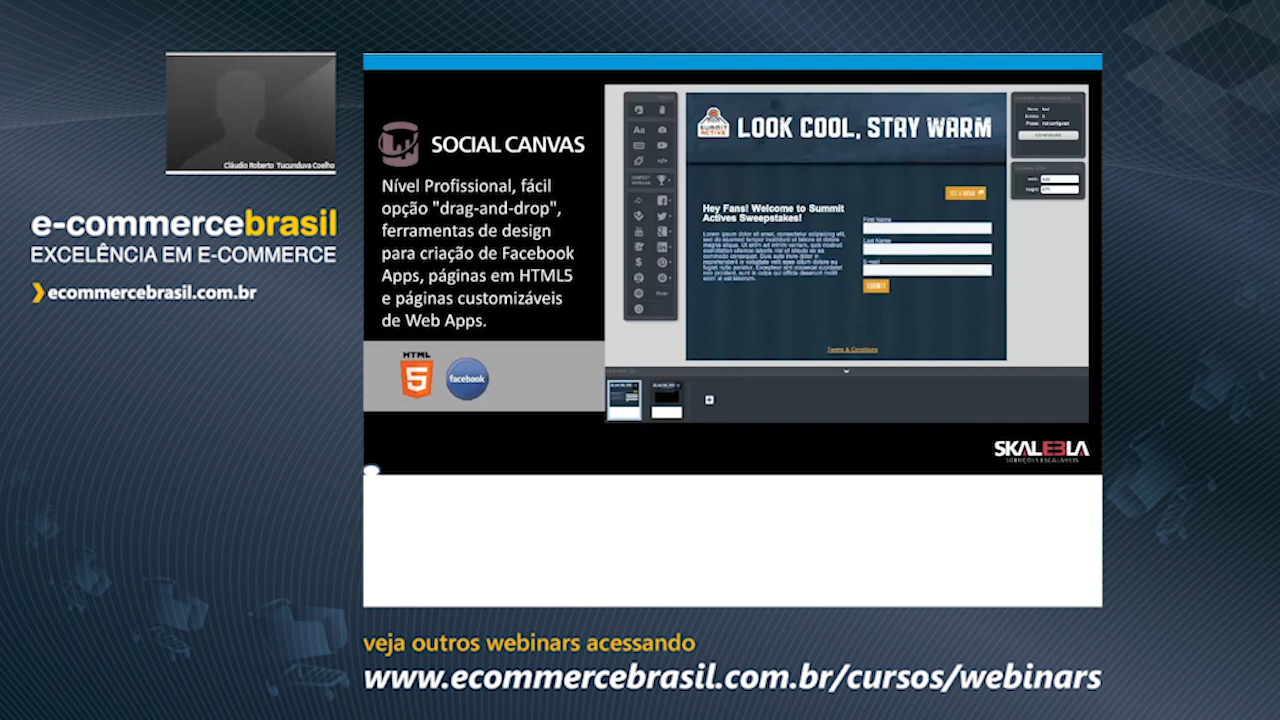 Cláudio Roberto Tucunduva Coelho
e-commercebrasil
EXCELÊNCIA EM E-COMMERCE
ecommercebrasil.com.br
SOCIAL CANVAS
Nível Profissional, fácil
opção "drag-and-drop",
ferramentas de design
para criação de Facebook
Apps, páginas em HTML5
e páginas customizáveis
de Web Apps.
HTML
5
facebook
SUMMIT
ACTIVE
LOOK COOL, STAY WARM
Hey Fans! Welcome to Summit
Actives Sweepstakes!
First Name
Last Name
E-mail
SUBMIT
Terms & Conditions
SKALEBLA
SOLUÇÕES ESCALÁVEIS
veja outros webinars acessando
www.ecommercebrasil.com.br/cursos/webinars